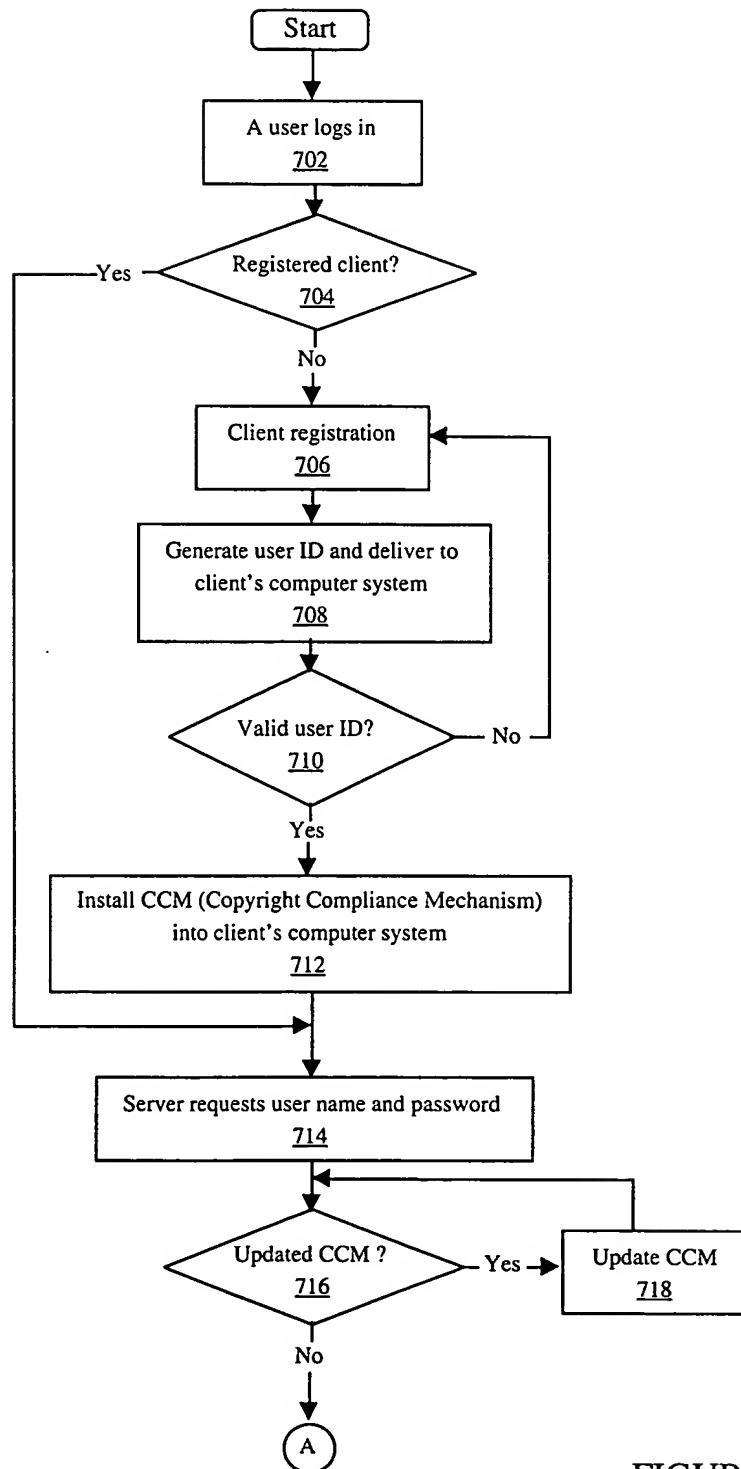 Start
A user logs in
702
Registered client?
704
Yes
No
Client registration
706
Generate user ID and deliver to
client's computer system
708
Valid user ID?
710
No
Yes
Install CCM (Copyright Compliance Mechanism)
into client's computer system
712
Server requests user name and password
714
Updated CCM ?
716
Yes
Update CCM
718
No
A